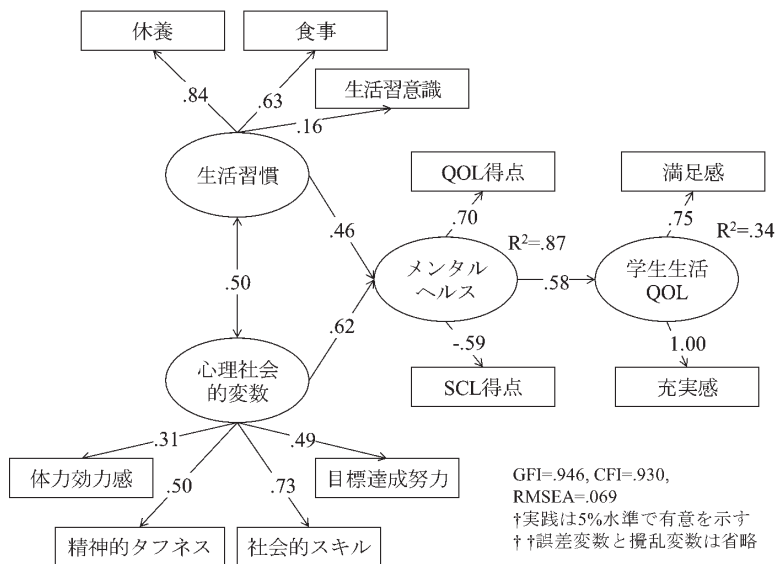 休養
食事
生活習意識
.84
.63
.16
生活習慣
QOL得点
満足感
.70
.75
.46
R²=.87
R²=.34
メンタル
ヘルス
.58
学生生活
QOL
.50
.62
-.59
1.00
心理社会
的変数
SCL得点
充実感
.31
.49
.50
.73
体力効力感
目標達成努力
精神的タフネス
社会的スキル
GFI=.946, CFI=.930,
RMSEA=.069
†実践は5%水準で有意を示す
††誤差変数と攪乱変数は省略